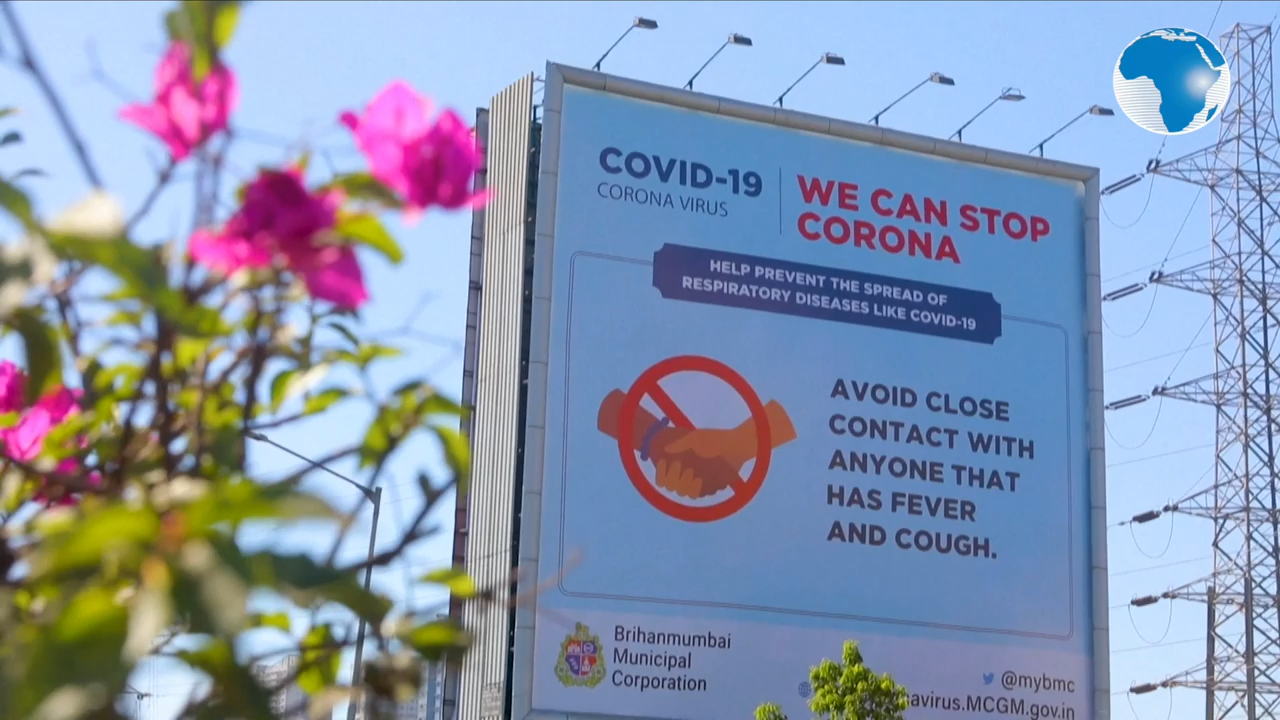 COVID-19
CORONA VIRUS
WE CAN STOP
CORONA
HELP PREVENT THE SPREAD OF
RESPIRATORY DISEASES LIKE COVID-19
AVOID CLOSE
CONTACT WITH
ANYONE THAT
HAS FEVER
AND COUGH.
Brihanmumbai
Municipal
Corporation
@mybmc
avirus.MCGM.gov.in